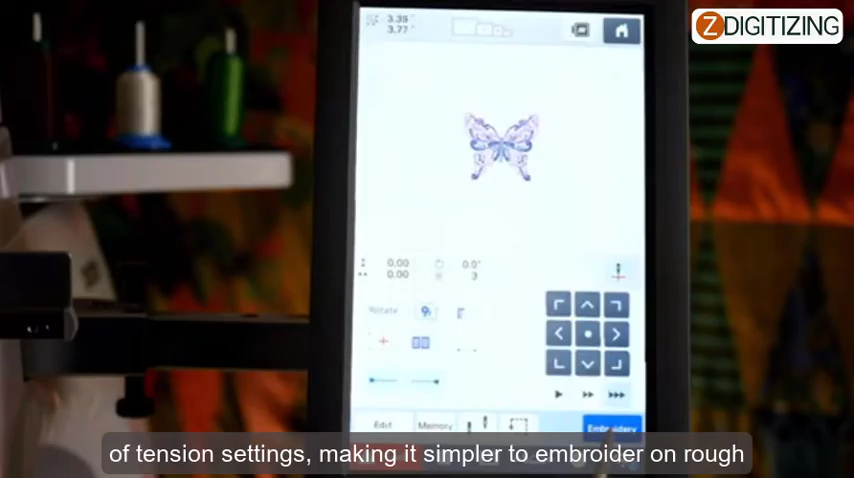 ZDIGITIZING
3.39"
3.77"
0.00
0.00
0.0°
3
Rotate
Edit
Memory
Embroidery
of tension settings, making it simpler to embroider on rough